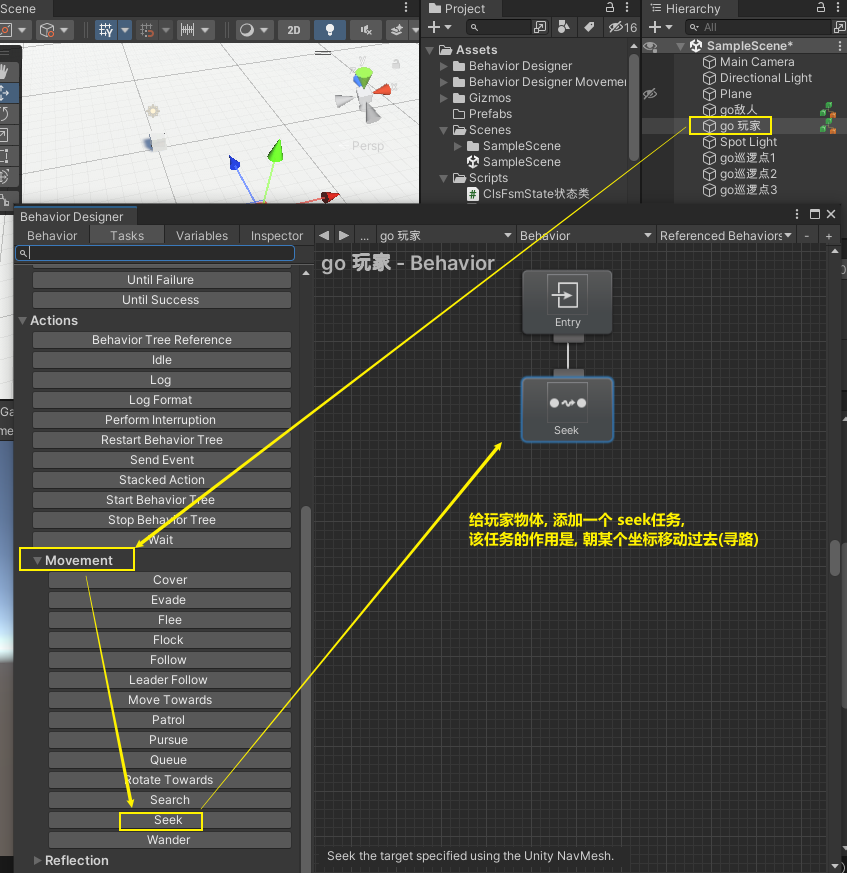 Scene
2D
Persp
Project
16
Assets
Behavior Designer
Behavior Designer Movemen
Gizmos
Prefabs
Scenes
SampleScene
SampleScene
Scripts
ClsFsmState状态类
Hierarchy
All
SampleScene*
Main Camera
Directional Light
Plane
go敌人
go 玩家
Spot Light
go巡逻点1
go巡逻点2
go巡逻点3
Behavior Designer
Behavior
Tasks
Variables
Inspector
...
go 玩家
Behavior
Referenced Behaviors
-
+
Until Failure
Until Success
Actions
Behavior Tree Reference
Idle
Log
Log Format
Perform Interruption
Restart Behavior Tree
Send Event
Stacked Action
Start Behavior Tree
Stop Behavior Tree
Wait
Movement
Cover
Evade
Flee
Flock
Follow
Leader Follow
Move Towards
Patrol
Pursue
Queue
Rotate Towards
Search
Seek
Wander
Reflection
go 玩家 - Behavior
Entry
Seek
给玩家物体, 添加一个 seek任务,
该任务的作用是, 朝某个坐标移动过去(寻路)
Seek the target specified using the Unity NavMesh.
Ga
me